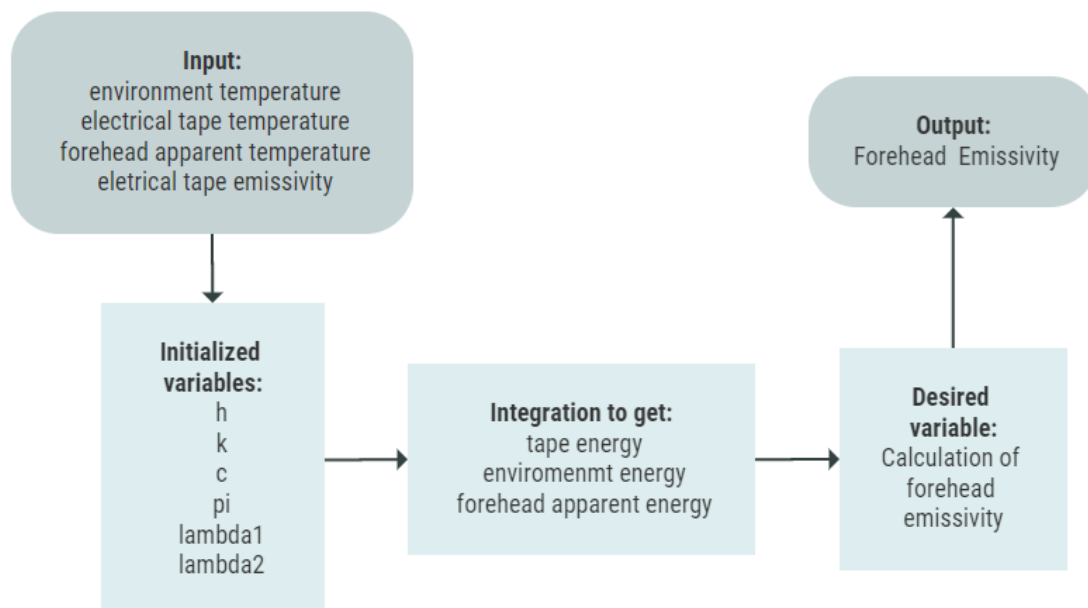 Input:
environment temperature
electrical tape temperature
forehead apparent temperature
eletrical tape emissivity
Initialized
variables:
h
k
c
pi
lambda1
lambda2
Integration to get:
tape energy
enviromenmt energy
forehead apparent energy
Desired
variable:
Calculation of
forehead
emissivity
Output:
Forehead Emissivity